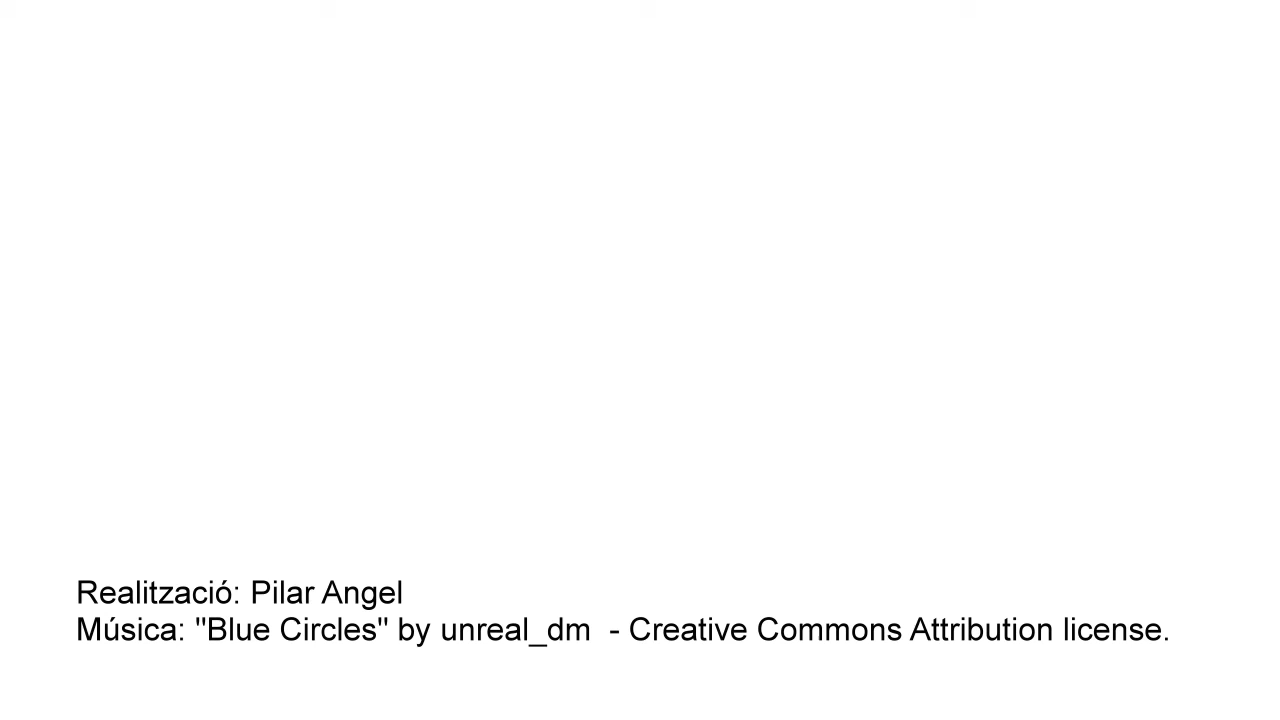 Realització: Pilar Angel
Música: "Blue Circles" by unreal_dm  - Creative Commons Attribution license.